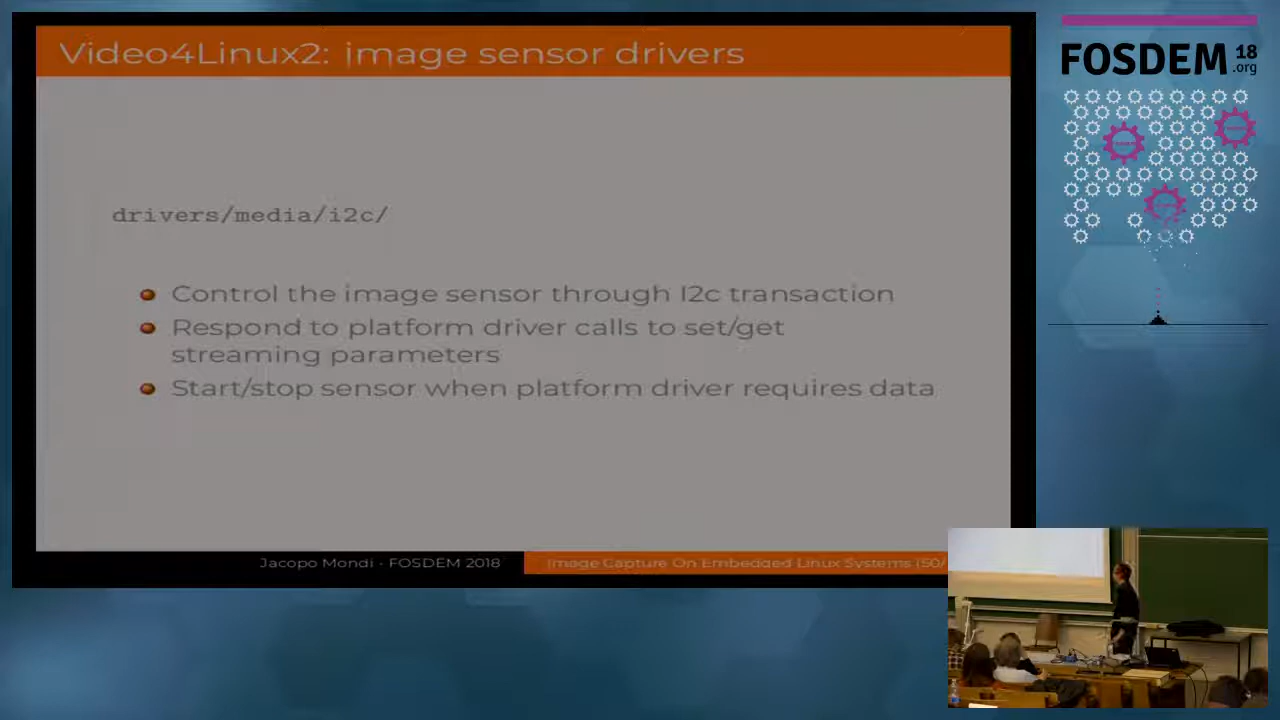 Video4Linux2: image sensor drivers
FOSDEM 18
.org
drivers/media/i2c/
Control the image sensor through I2c transaction
Respond to platform driver calls to set/get
streaming parameters
Start/stop sensor when platform driver requires data
Jacopo Mondi - FOSDEM 2018
Image Capture On Embedded Linux Systems (50/